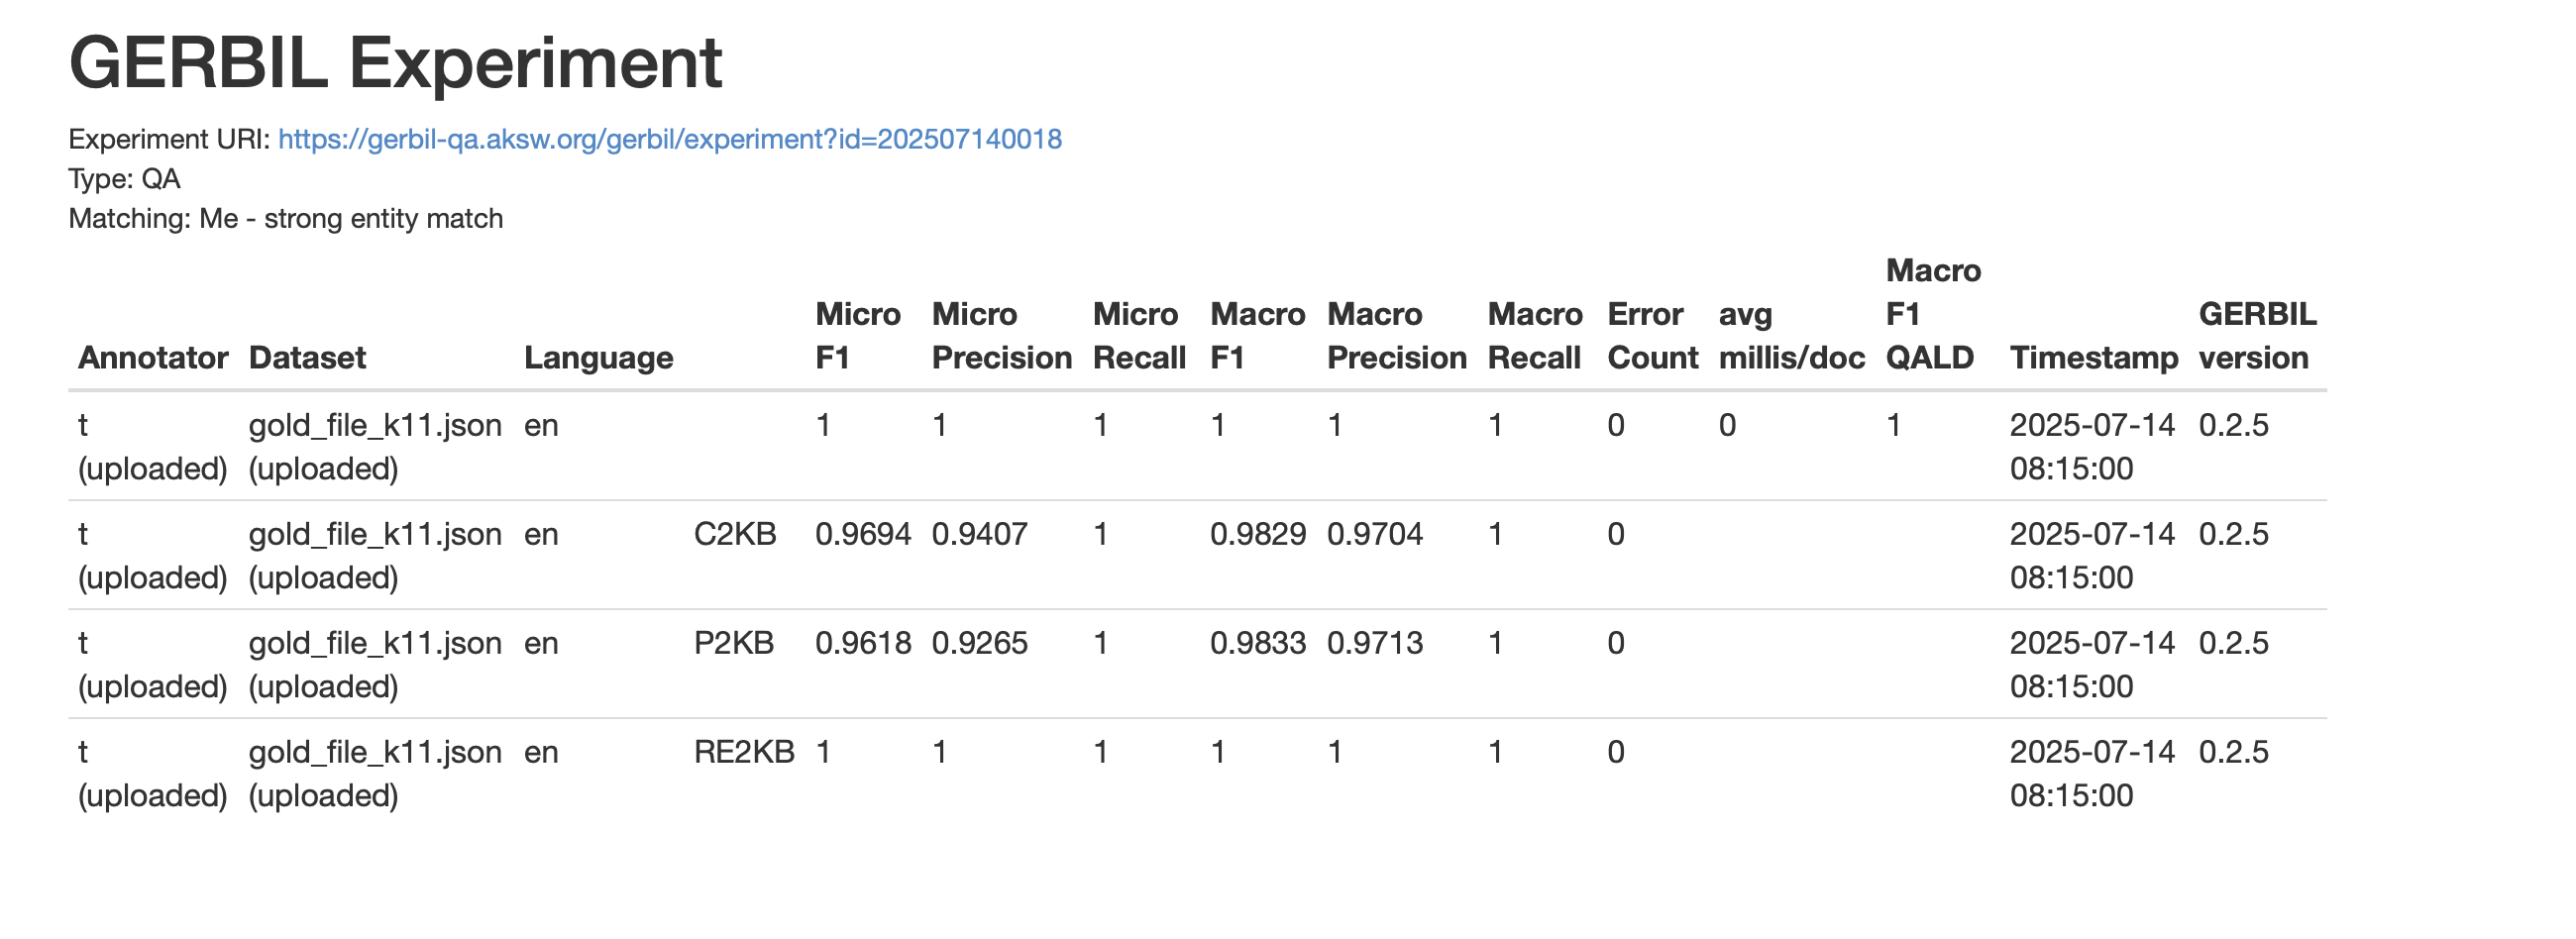 GERBIL Experiment
Experiment URI: https://gerbil-qa.aksw.org/gerbil/experiment?id=202507140018
Type: QA
Matching: Me - strong entity match
Annotator Dataset Language Micro F1 Micro Precision Micro Recall Macro F1 Macro Precision Macro Recall Error Count avg millis/doc Macro F1 QALD Timestamp GERBIL version
t (uploaded) gold_file_k11.json (uploaded) en 1 1 1 1 1 1 0 0 1 2025-07-14 08:15:00 0.2.5
t (uploaded) gold_file_k11.json (uploaded) en C2KB 0.9694 0.9407 1 0.9829 0.9704 1 0 2025-07-14 08:15:00 0.2.5
t (uploaded) gold_file_k11.json (uploaded) en P2KB 0.9618 0.9265 1 0.9833 0.9713 1 0 2025-07-14 08:15:00 0.2.5
t (uploaded) gold_file_k11.json (uploaded) en RE2KB 1 1 1 1 1 1 0 2025-07-14 08:15:00 0.2.5